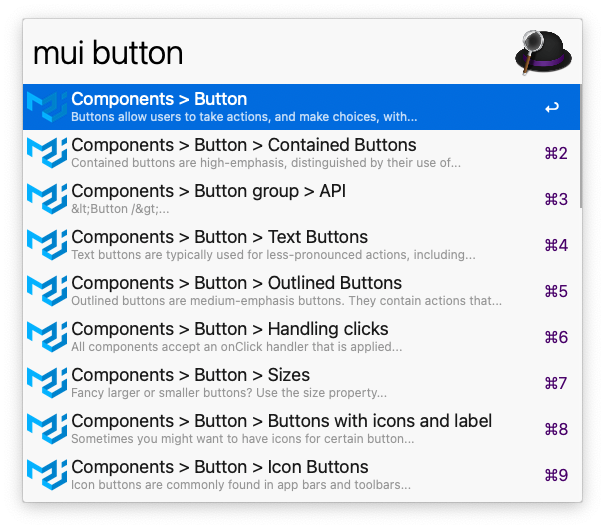 mui button
Components > Button
Buttons allow users to take actions, and make choices, with...
↩
Components > Button > Contained Buttons
Contained buttons are high-emphasis, distinguished by their use of...
⌘2
Components > Button group > API
&lt;Button /&gt;...
⌘3
Components > Button > Text Buttons
Text buttons are typically used for less-pronounced actions, including...
⌘4
Components > Button > Outlined Buttons
Outlined buttons are medium-emphasis buttons. They contain actions that...
⌘5
Components > Button > Handling clicks
All components accept an onClick handler that is applied...
⌘6
Components > Button > Sizes
Fancy larger or smaller buttons? Use the size property...
⌘7
Components > Button > Buttons with icons and label
Sometimes you might want to have icons for certain button...
⌘8
Components > Button > Icon Buttons
Icon buttons are commonly found in app bars and toolbars...
⌘9